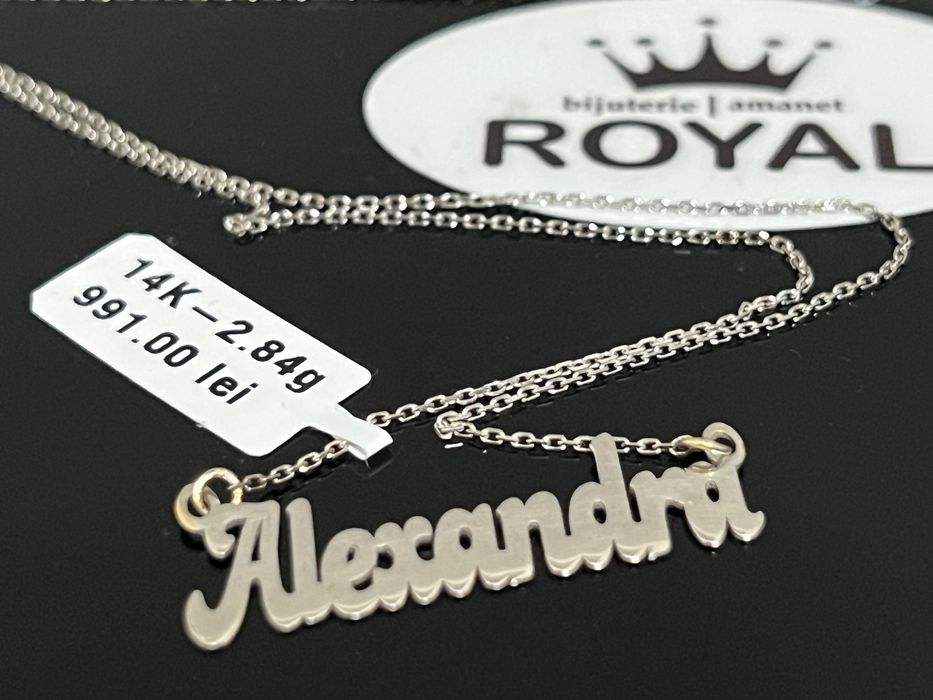 bijuterie | amanet
ROYAL
14K-2.84g
991.00 lei
Alexandra